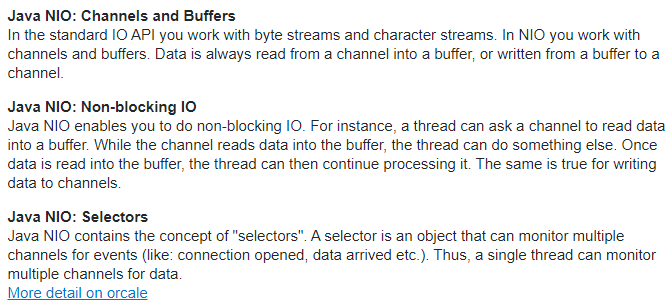 Java NIO: Channels and Buffers
In the standard IO API you work with byte streams and character streams. In NIO you work with
channels and buffers. Data is always read from a channel into a buffer, or written from a buffer to a
channel.
Java NIO: Non-blocking IO
Java NIO enables you to do non-blocking IO. For instance, a thread can ask a channel to read data
into a buffer. While the channel reads data into the buffer, the thread can do something else. Once
data is read into the buffer, the thread can then continue processing it. The same is true for writing
data to channels.
Java NIO: Selectors
Java NIO contains the concept of "selectors". A selector is an object that can monitor multiple
channels for events (like: connection opened, data arrived etc.). Thus, a single thread can monitor
multiple channels for data.
More detail on orcale